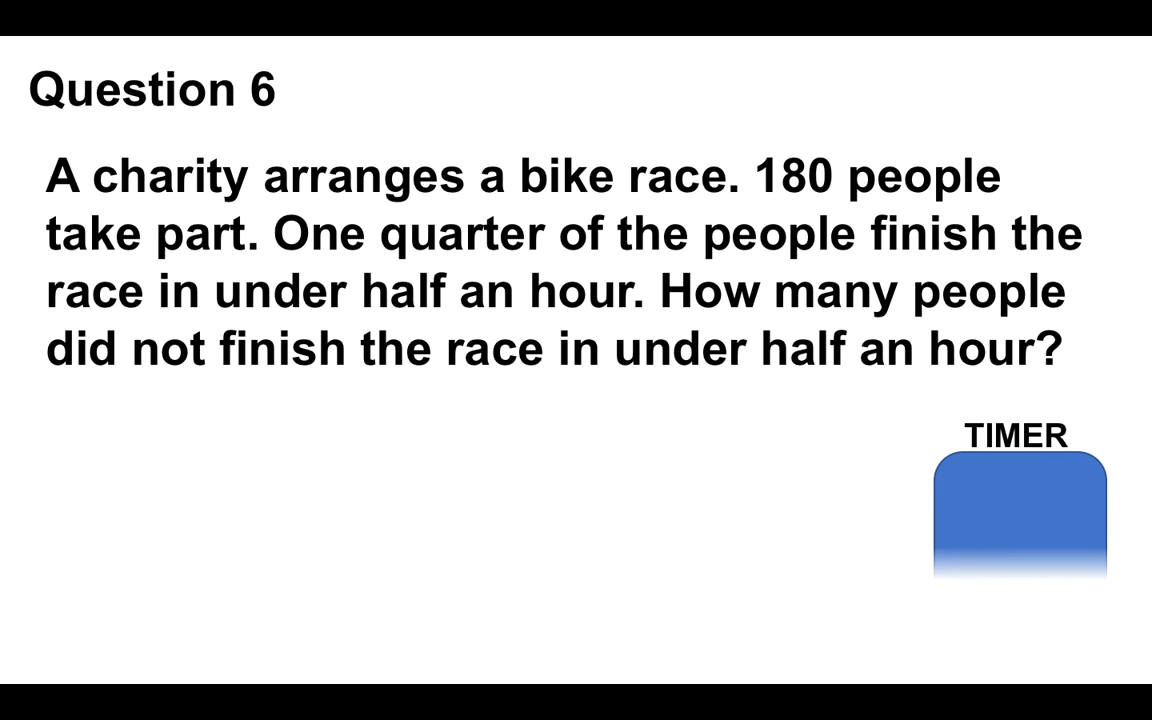 Question 6
A charity arranges a bike race. 180 people
take part. One quarter of the people finish the
race in under half an hour. How many people
did not finish the race in under half an hour?
TIMER